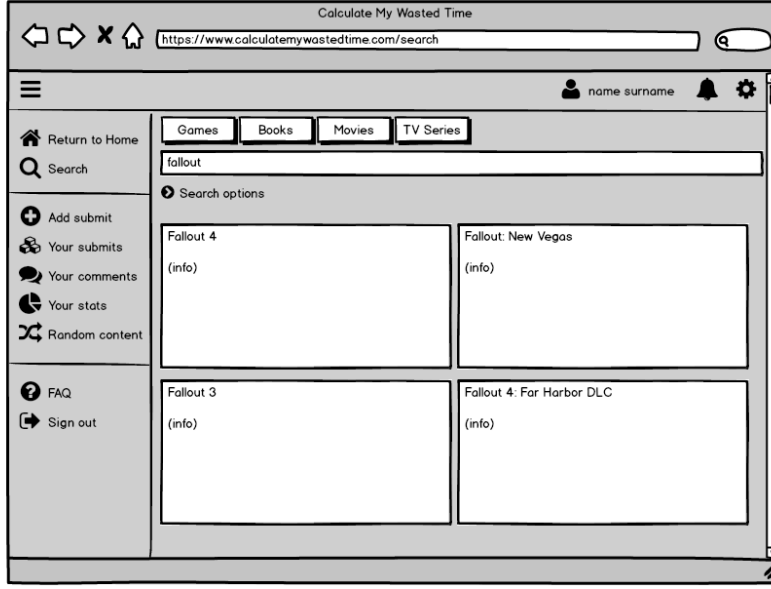 Calculate My Wasted Time
https://www.calculatemywastedtime.com/search
name surname
Return to Home
Search
Add submit
Your submits
Your comments
Your stats
Random content
FAQ
Sign out
Games Books Movies TV Series
fallout
Search options
Fallout 4
(info)
Fallout: New Vegas
(info)
Fallout 3
(info)
Fallout 4: Far Harbor DLC
(info)